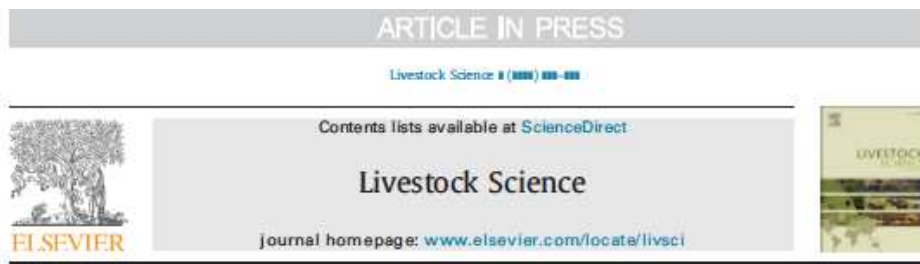 ARTICLE IN PRESS
Livestock Science ▮ (▮▮▮▮) ▮▮▮–▮▮▮
Contents lists available at ScienceDirect
Livestock Science
journal homepage: www.elsevier.com/locate/livsci
ELSEVIER
LIVESTOCK